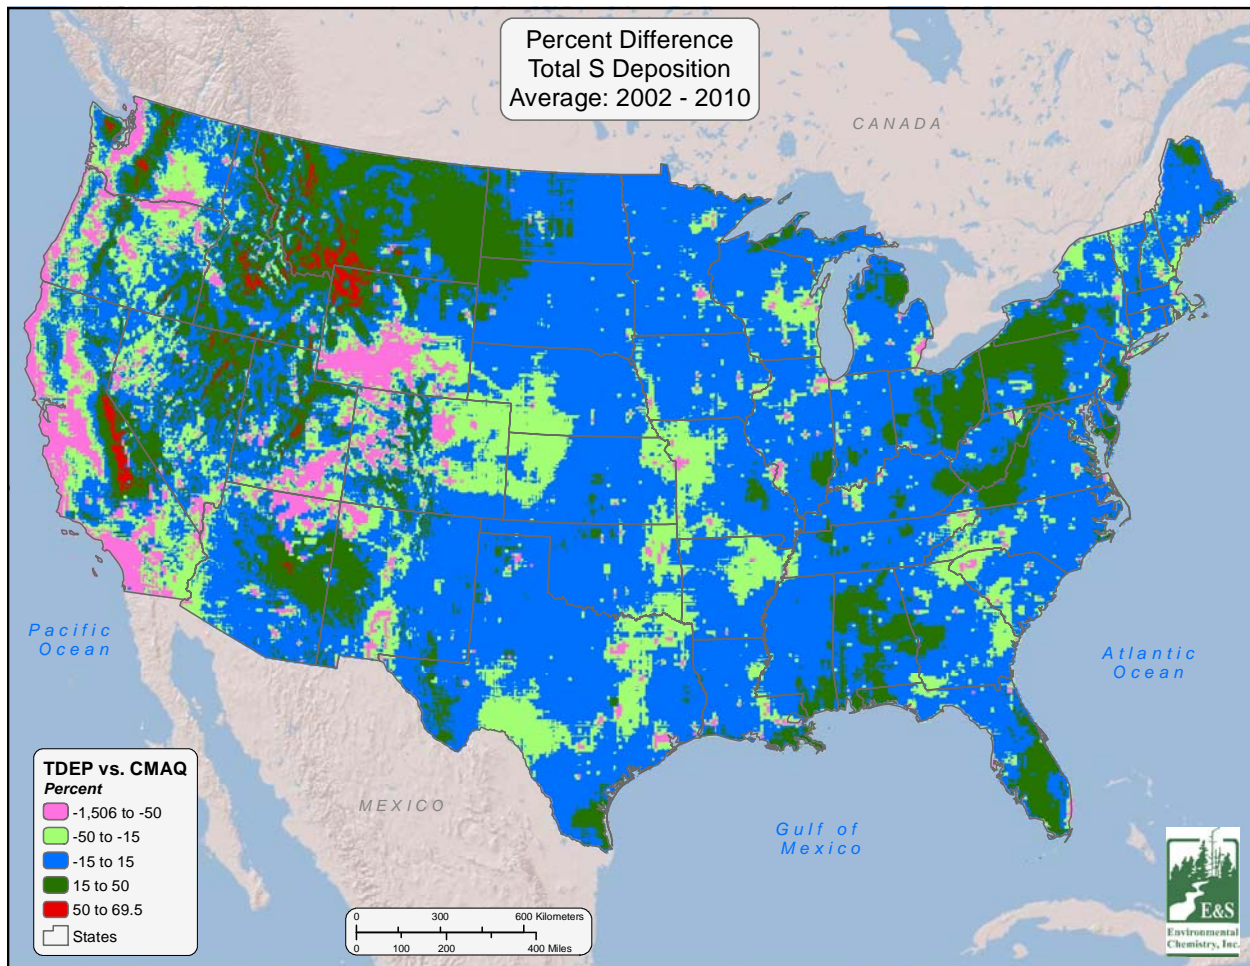 Percent Difference
Total S Deposition
Average: 2002 - 2010
CANADA
Pacific
Ocean
Atlantic
Ocean
MEXICO
Gulf of
Mexico
TDEP vs. CMAQ
Percent
-1,506 to -50
-50 to -15
-15 to 15
15 to 50
50 to 69.5
States
0 300 600 Kilometers
0 100 200 400 Miles
E&S
Environmental
Chemistry, Inc.